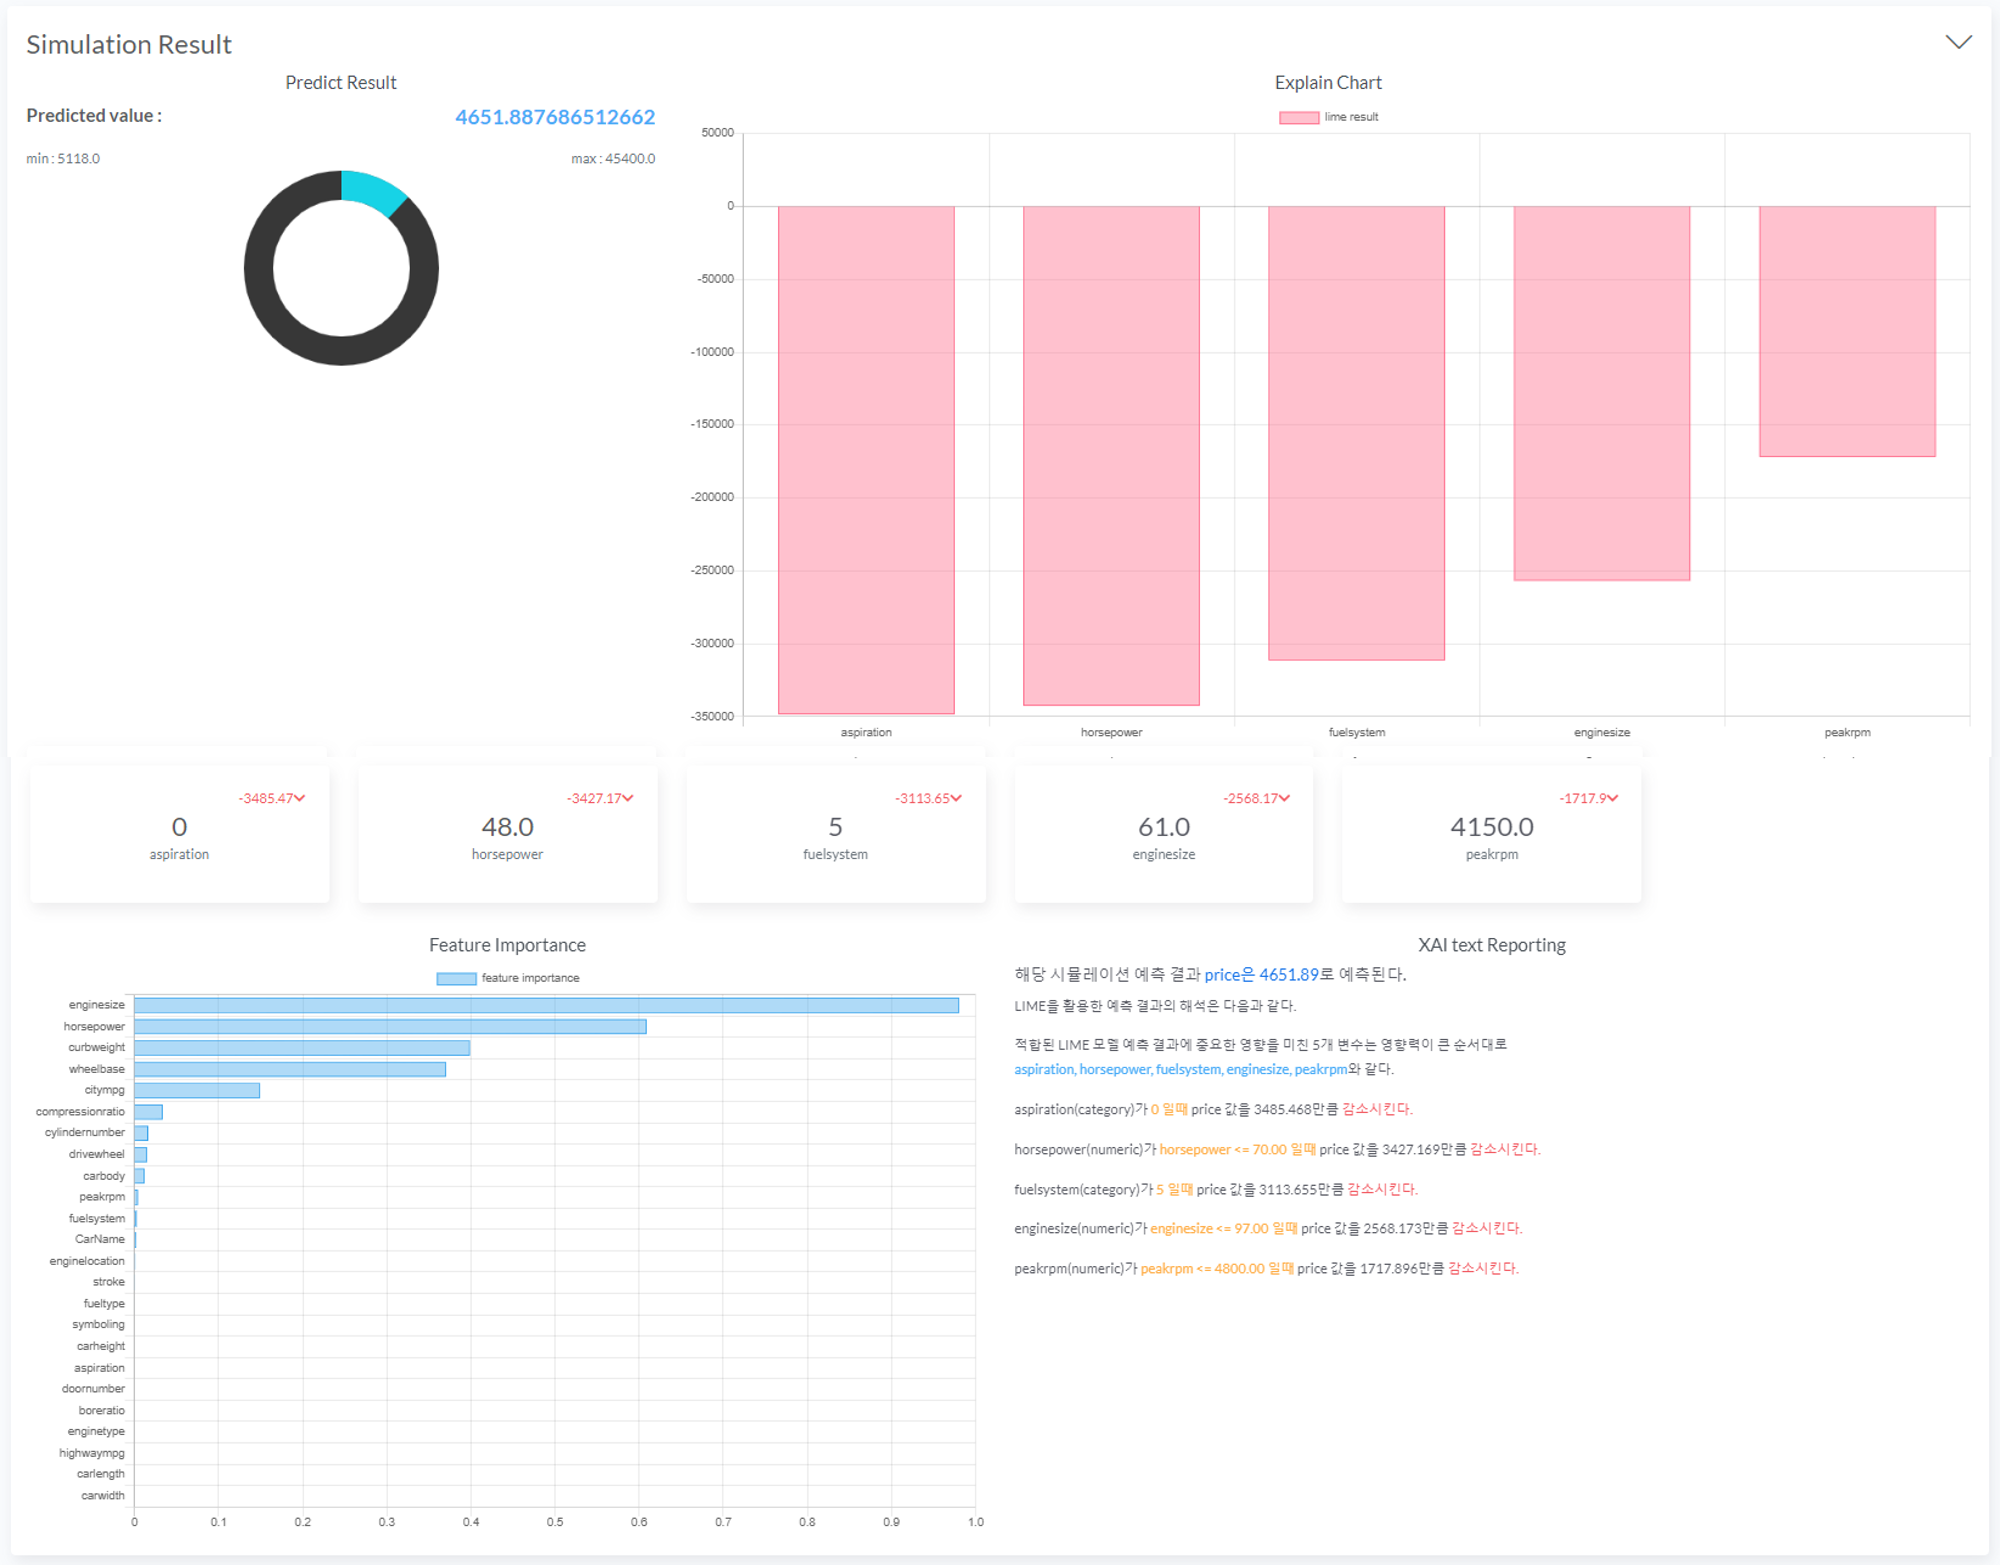 Simulation Result
Predict Result
Predicted value :
4651.887686512662
min : 5118.0
max : 45400.0
Explain Chart
lime result
50000
0
-50000
-100000
-150000
-200000
-250000
-300000
-350000
aspiration
horsepower
fuelsystem
enginesize
peakrpm
-3485.47
0
aspiration
-3427.17
48.0
horsepower
-3113.65
5
fuelsystem
-2568.17
61.0
enginesize
-1717.9
4150.0
peakrpm
Feature Importance
feature importance
enginesize
horsepower
curbweight
wheelbase
citympg
compressionratio
cylindernumber
drivewheel
carbody
peakrpm
fuelsystem
CarName
enginelocation
stroke
fueltype
symboling
carheight
aspiration
doornumber
boreratio
enginetype
highwaympg
carlength
carwidth
0
0.1
0.2
0.3
0.4
0.5
0.6
0.7
0.8
0.9
1.0
XAI text Reporting
해당 시뮬레이션 예측 결과 price은 4651.89로 예측된다.
LIME을 활용한 예측 결과의 해석은 다음과 같다.
적합된 LIME 모델 예측 결과에 중요한 영향을 미친 5개 변수는 영향력이 큰 순서대로
aspiration, horsepower, fuelsystem, enginesize, peakrpm와 같다.
aspiration(category)가 0 일때 price 값을 3485.468만큼 감소시킨다.
horsepower(numeric)가 horsepower <= 70.00 일때 price 값을 3427.169만큼 감소시킨다.
fuelsystem(category)가 5 일때 price 값을 3113.655만큼 감소시킨다.
enginesize(numeric)가 enginesize <= 97.00 일때 price 값을 2568.173만큼 감소시킨다.
peakrpm(numeric)가 peakrpm <= 4800.00 일때 price 값을 1717.896만큼 감소시킨다.